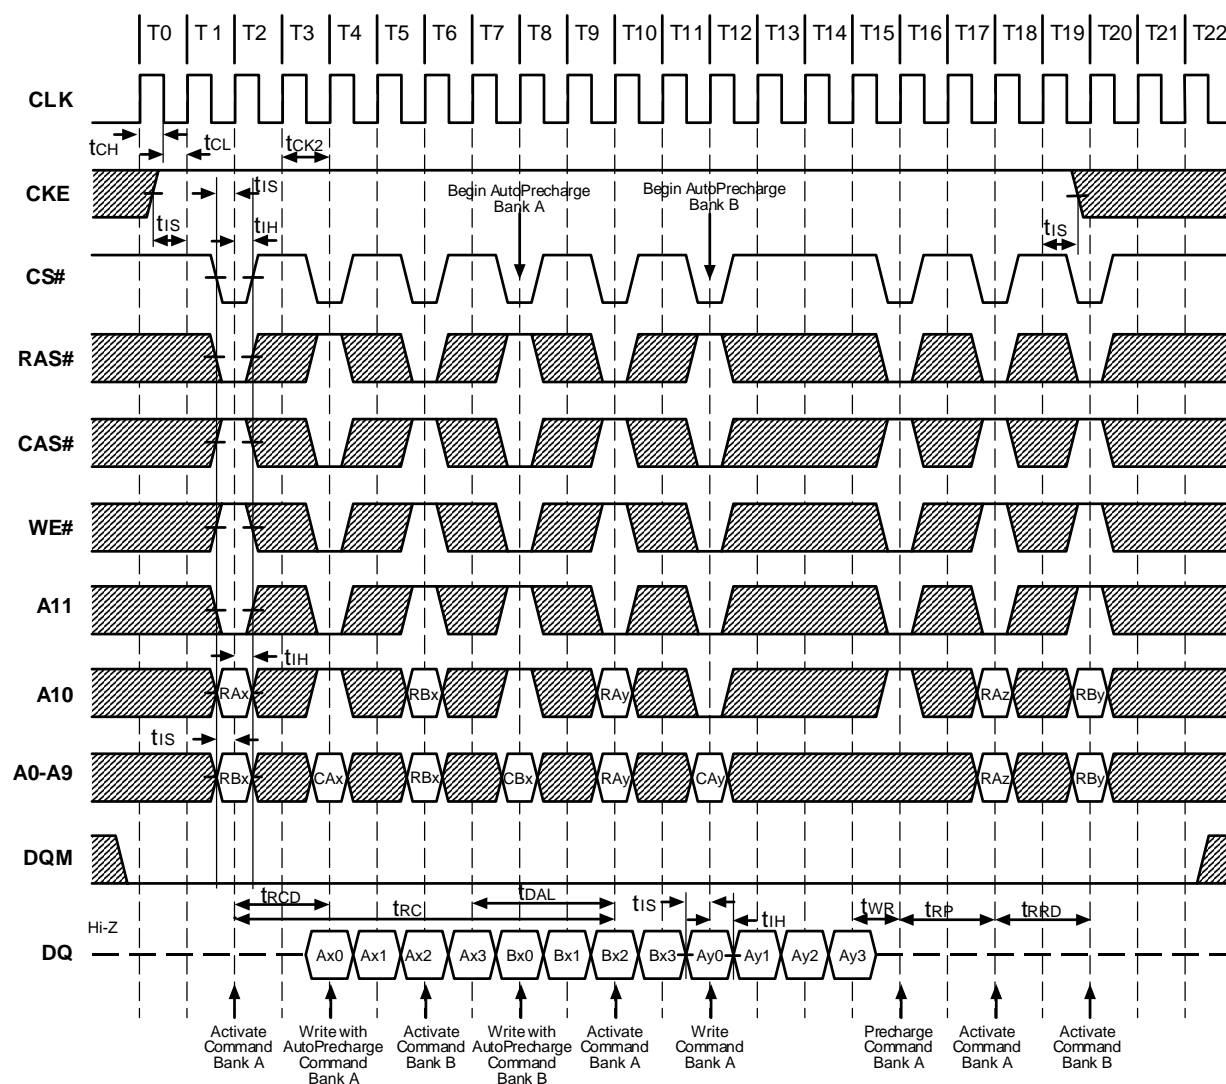 T0 T1 T2 T3 T4 T5 T6 T7 T8 T9 T10 T11 T12 T13 T14 T15 T16 T17 T18 T19 T20 T21 T22
CLK
tCH tCL tCK2
CKE
tIS
Begin AutoPrecharge
Bank A
Begin AutoPrecharge
Bank B
tIS tIH tIS
CS#
RAS#
CAS#
WE#
A11
tIH
A10 RAx RBx RAy RAz RBy
tIS
A0-A9 RBx CAx RBx CBx RAy CAy RAz RBy
DQM
tRCD tRC tDAL tIS tIH tWR tRP tRRD
Hi-Z
DQ Ax0 Ax1 Ax2 Ax3 Bx0 Bx1 Bx2 Bx3 Ay0 Ay1 Ay2 Ay3
Activate
Command
Bank A
Write with
AutoPrecharge
Command
Bank A
Activate
Command
Bank B
Write with
AutoPrecharge
Command
Bank B
Activate
Command
Bank A
Write
Command
Bank A
Precharge
Command
Bank A
Activate
Command
Bank A
Activate
Command
Bank B